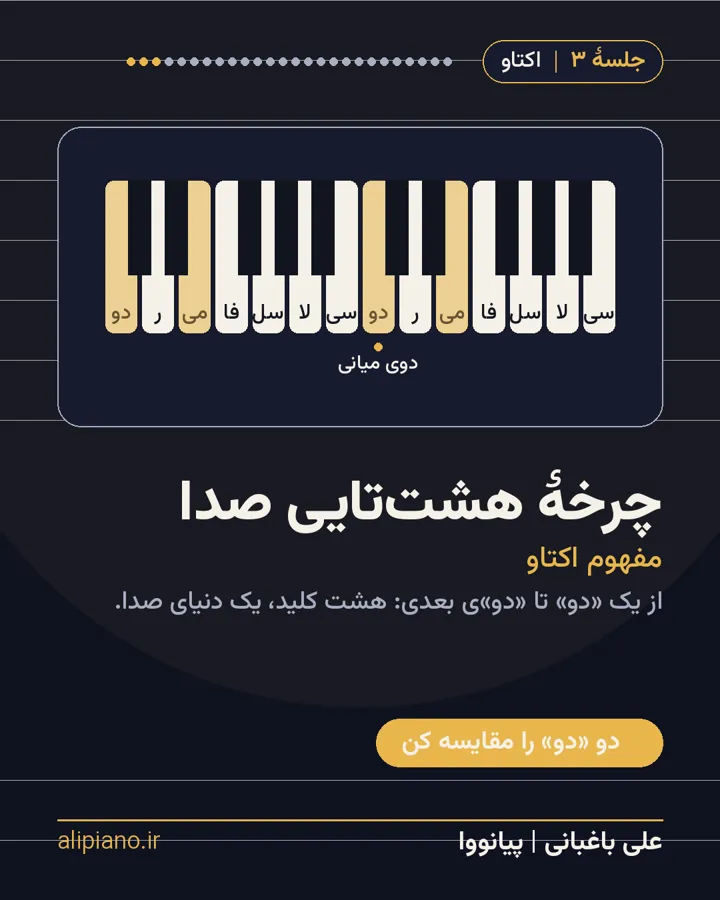 جلسهٔ ۳ | اکتاو
دو ر می فا سل لا سی دو ر می فا سل لا سی
دوی میانی
چرخهٔ هشت‌تایی صدا
مفهوم اکتاو
از یک «دو» تا «دو»ی بعدی: هشت کلید، یک دنیای صدا.
دو «دو» را مقایسه کن
علی باغبانی | پیانووا
alipiano.ir